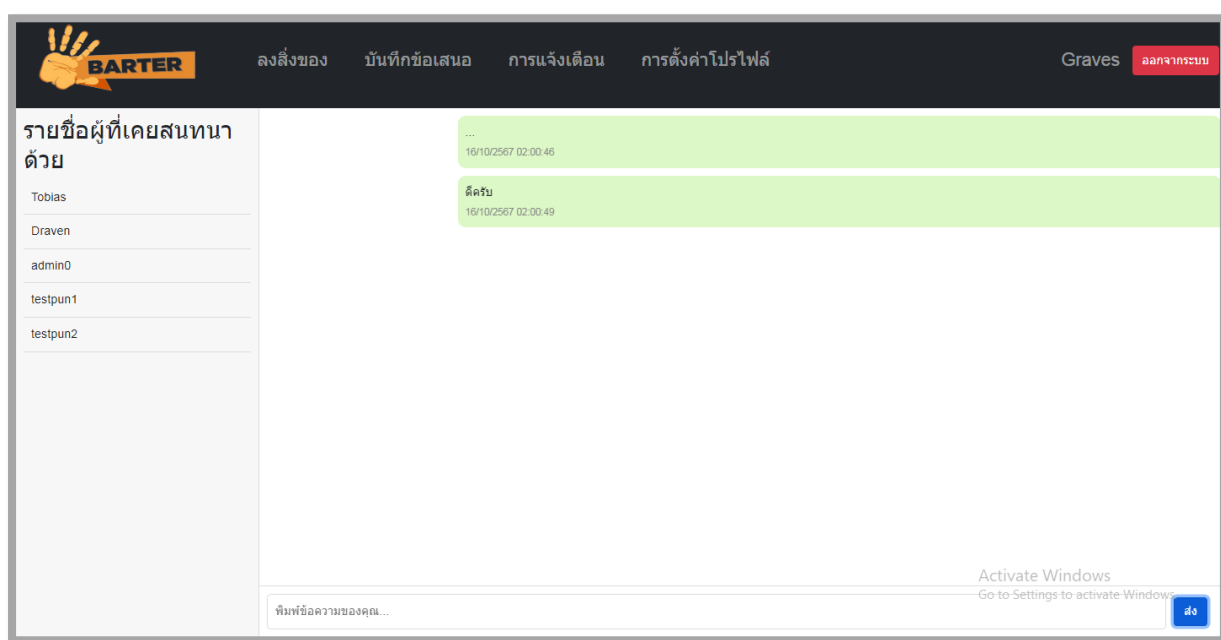 BARTER
ลงสิ่งของ บันทึกข้อเสนอ การแจ้งเตือน การตั้งค่าโปรไฟล์ Graves ออกจากระบบ
รายชื่อผู้ที่เคยสนทนา
ด้วย
Tobias
Draven
admin0
testpun1
testpun2
...
16/10/2567 02:00:46
ดีครับ
16/10/2567 02:00:49
Activate Windows
Go to Settings to activate Windows.
พิมพ์ข้อความของคุณ...
ส่ง